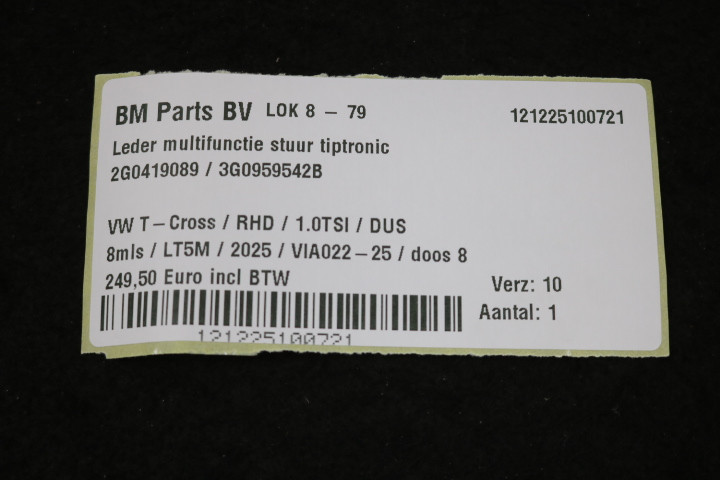 BM Parts BV LOK 8 – 79 121225100721
Leder multifunctie stuur tiptronic
2G0419089 / 3G0959542B
VW T – Cross / RHD / 1.0TSI / DUS
8mls / LT5M / 2025 / VIA022 – 25 / doos 8
249,50 Euro incl BTW Verz: 10
Aantal: 1
121225100721